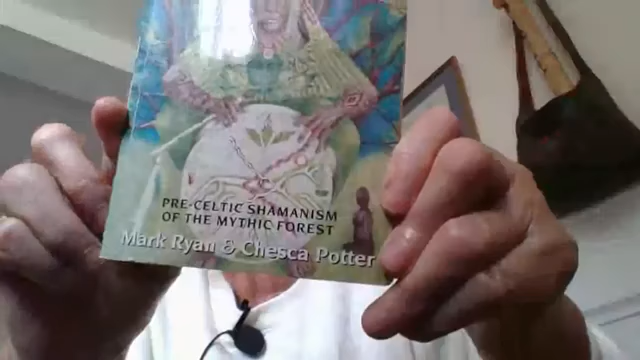 PRE-CELTIC SHAMANISM
OF THE MYTHIC FOREST
Mark Ryan & Chesca Potter